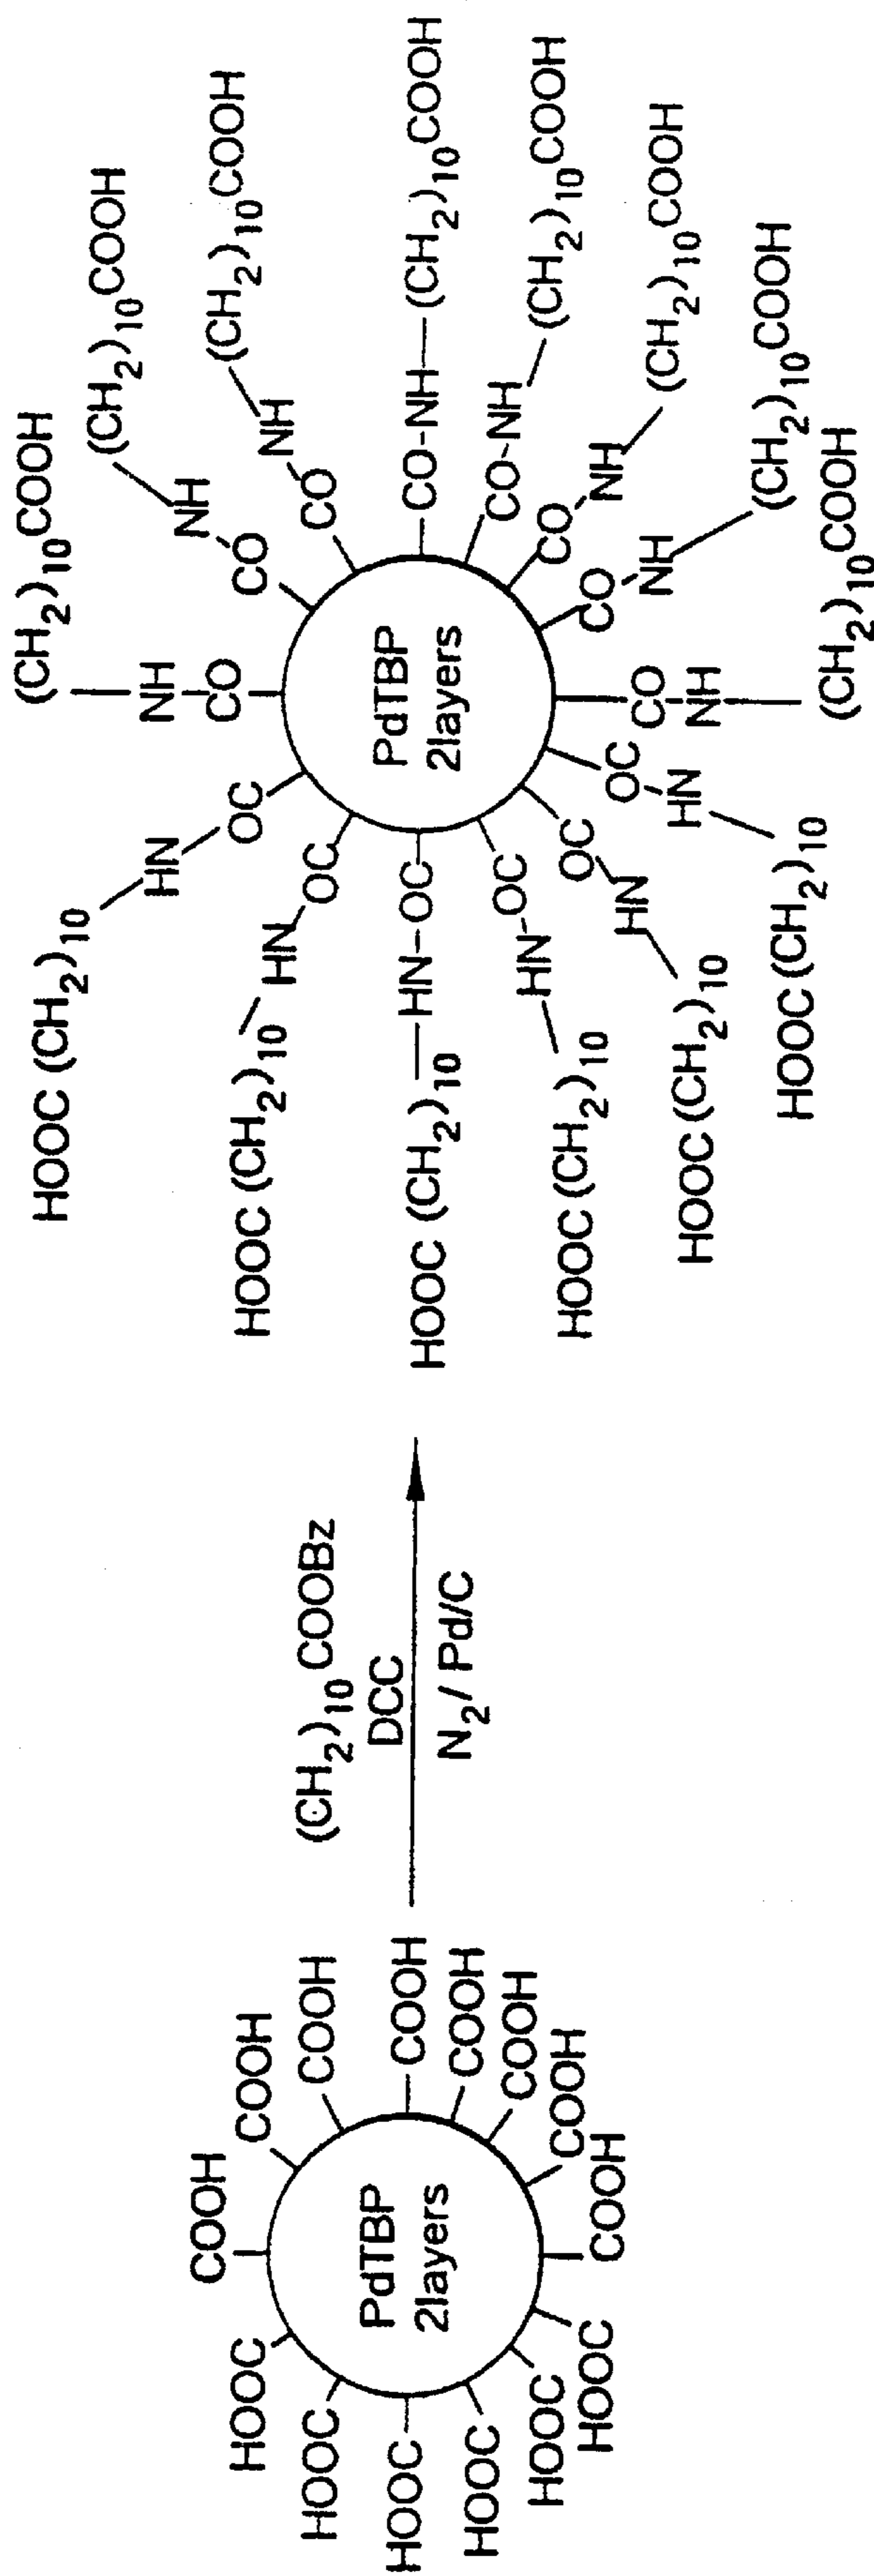 COOH
HOOC
COOH
HOOC
COOH
HOOC
PdTBP
2layers
COOH
HOOC
COOH
HOOC
COOH
HOOC
COOH
HOOC
COOH
(CH2)10 COOBz
DCC
N2/ Pd/C
(CH2)10COOH
NH
CO
HOOC (CH2)10
HN
OC
(CH2)10COOH
NH
CO
HOOC (CH2)10
HN
OC
(CH2)10COOH
NH
CO
HOOC (CH2)10 HN-OC
PdTBP
2layers
CO-NH (CH2)10COOH
HOOC(CH2)10
HN-OC
CO-NH
(CH2)10COOH
HOOC(CH2)10
HN
OC
CO
NH
(CH2)10COOH
HOOC(CH2)10
HN
OC
CO
NH
(CH2)10COOH
CO
NH
(CH2)10COOH